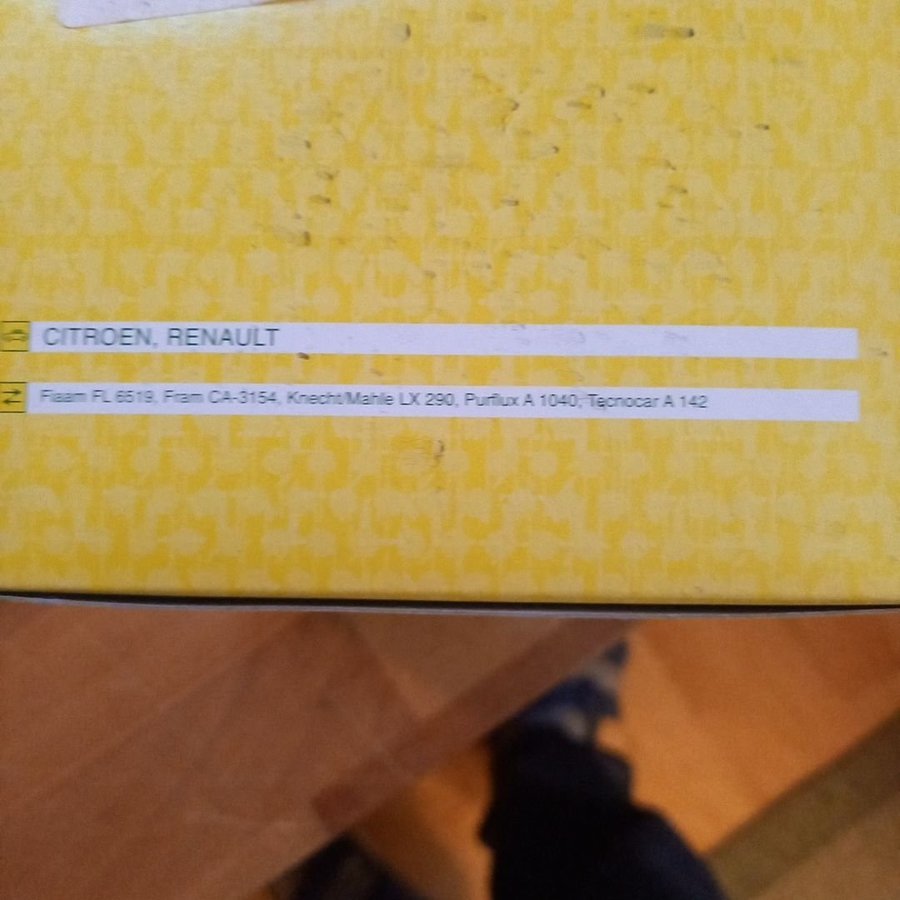 CITROEN, RENAULT
Fiaam FL 6519, Fram CA-3154, Knecht/Mahle LX 290, Purflux A 1040, Tecnocar A 142